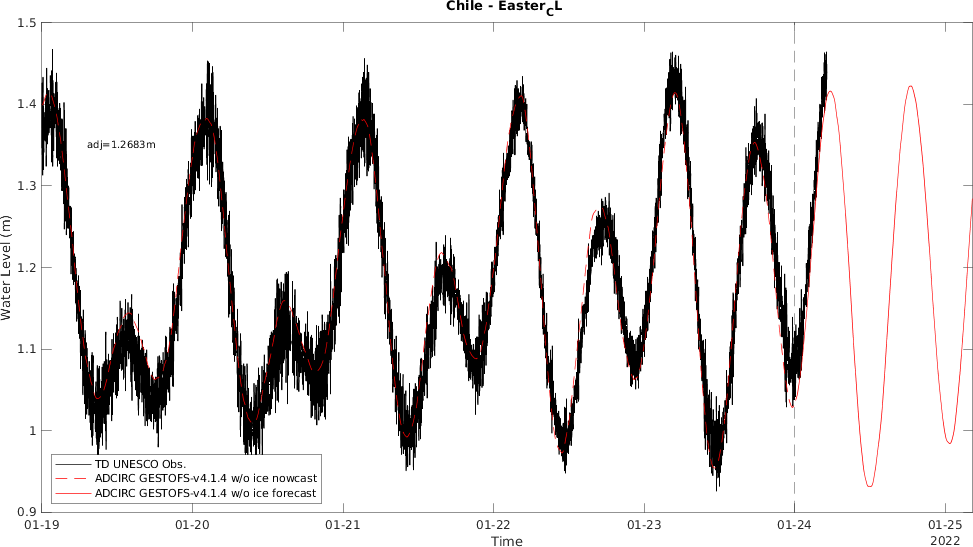 Chile - Easter_CL
1.5
1.4
1.3
1.2
1.1
1
0.9
Water Level (m)
adj=1.2683m
TD UNESCO Obs.
ADCIRC GESTOFS-v4.1.4 w/o ice nowcast
ADCIRC GESTOFS-v4.1.4 w/o ice forecast
01-19 01-20 01-21 01-22 01-23 01-24 01-25
Time 2022